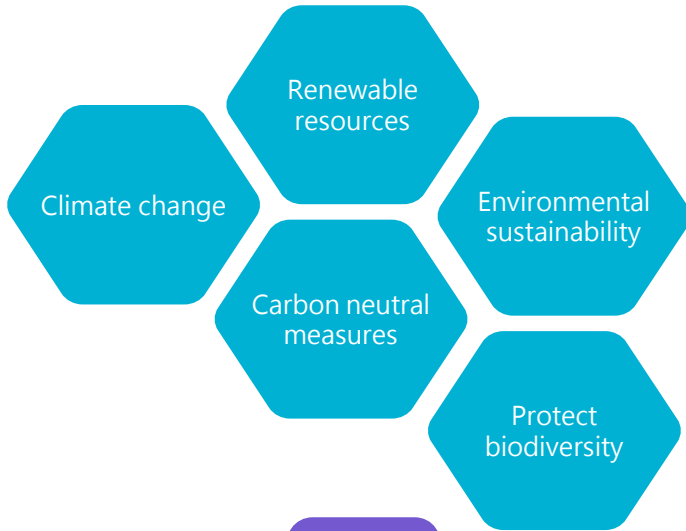 Renewable
resources
Climate change
Environmental
sustainability
Carbon neutral
measures
Protect
biodiversity